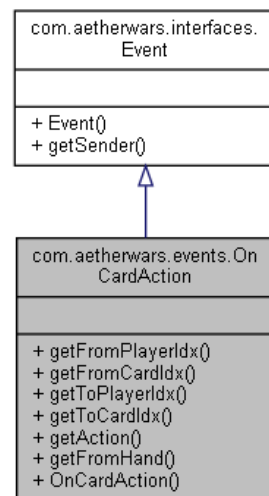 com.aetherwars.interfaces.
Event
+ Event()
+ getSender()
com.aetherwars.events.On
CardAction
+ getFromPlayerIdx()
+ getFromCardIdx()
+ getToPlayerIdx()
+ getToCardIdx()
+ getAction()
+ getFromHand()
+ OnCardAction()